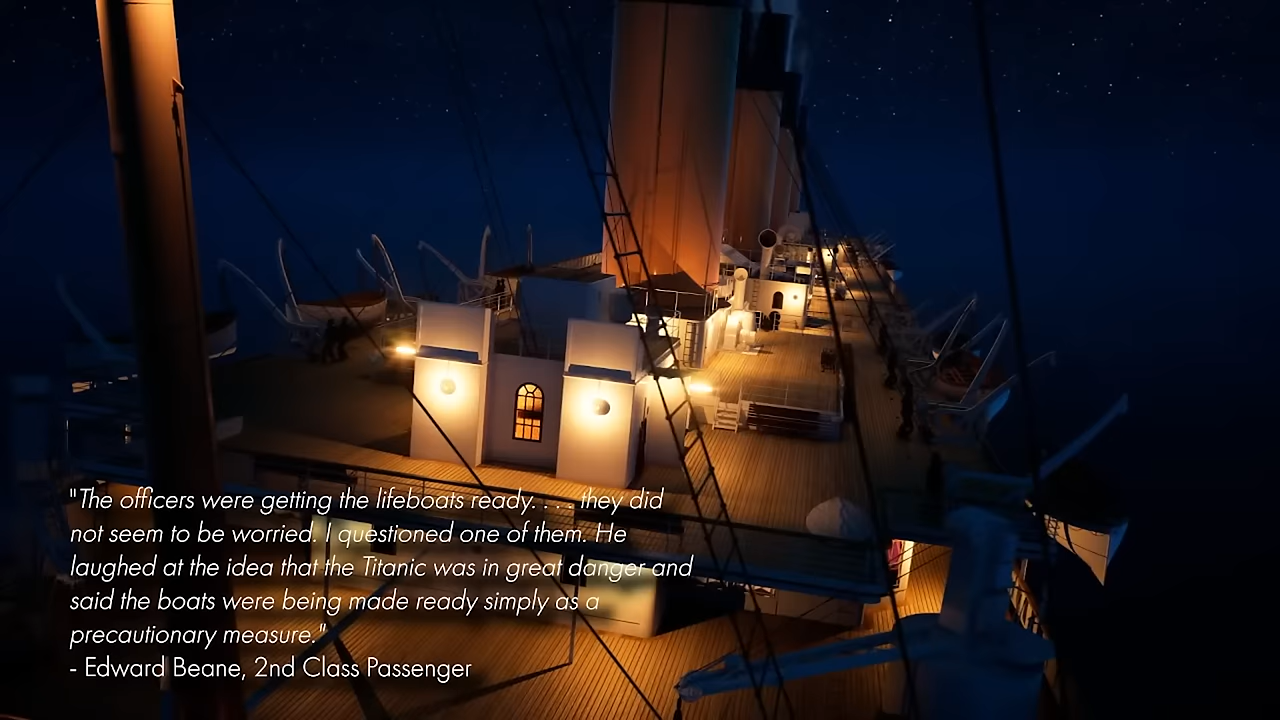 "The officers were getting the lifeboats ready. . . . they did
not seem to be worried. I questioned one of them. He
laughed at the idea that the Titanic was in great danger and
said the boats were being made ready simply as a
precautionary measure."
- Edward Beane, 2nd Class Passenger